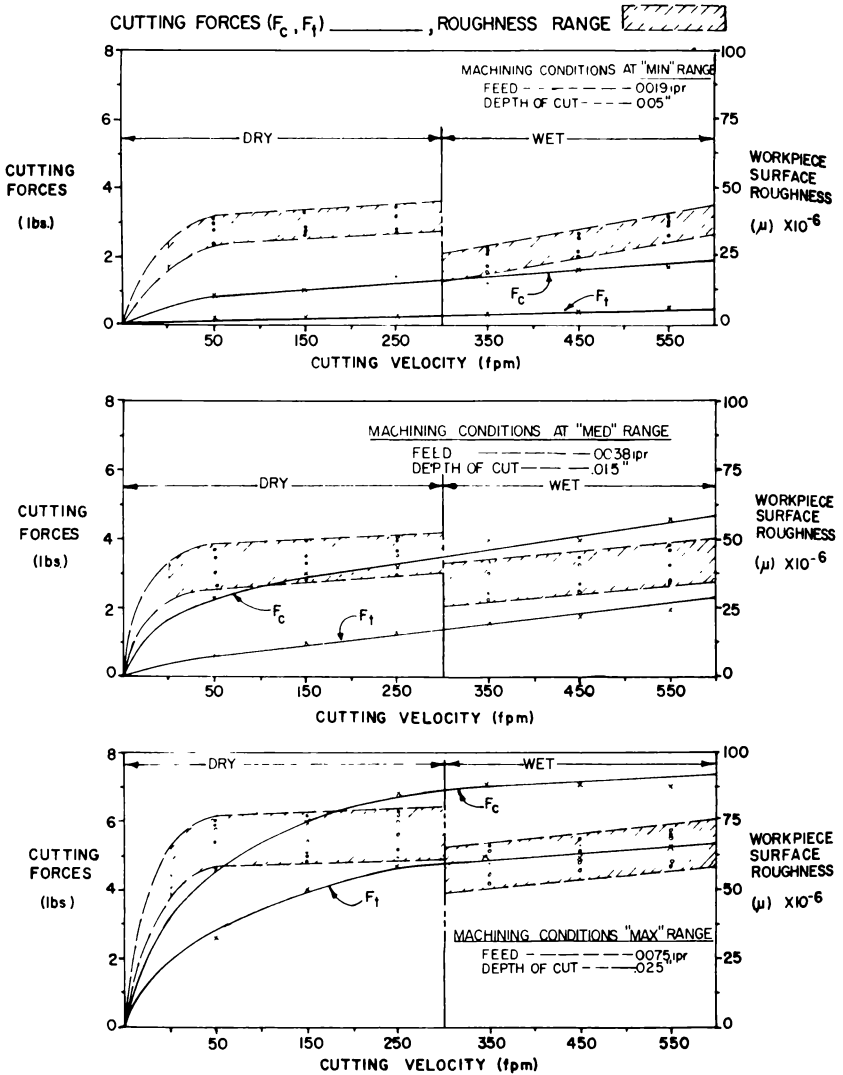 CUTTING FORCES (Fc, Ft) ————, ROUGHNESS RANGE
8
6
4
2
0
100
75
50
25
0
MACHINING CONDITIONS AT "MIN" RANGE
FEED - - - - — — .0019 ipr
DEPTH OF CUT - - - - - .005"
DRY
WET
CUTTING
FORCES
(lbs.)
WORKPIECE
SURFACE
ROUGHNESS
(μ) X10-6
Fc
Ft
50
150
250
350
450
550
CUTTING VELOCITY (fpm)
8
6
4
2
0
100
75
50
25
0
MACHINING CONDITIONS AT "MED" RANGE
FEED — — — — .0038 ipr
DEPTH OF CUT — — — .015"
DRY
WET
CUTTING
FORCES
(lbs.)
WORKPIECE
SURFACE
ROUGHNESS
(μ) X10-6
Fc
Ft
50
150
250
350
450
550
CUTTING VELOCITY (fpm)
8
6
4
2
0
100
75
50
25
0
DRY
WET
CUTTING
FORCES
(lbs)
WORKPIECE
SURFACE
ROUGHNESS
(μ) X10-6
Fc
Ft
MACHINING CONDITIONS "MAX" RANGE
FEED — — — — .0075 ipr
DEPTH OF CUT — — — .025"
50
150
250
350
450
550
CUTTING VELOCITY (fpm)